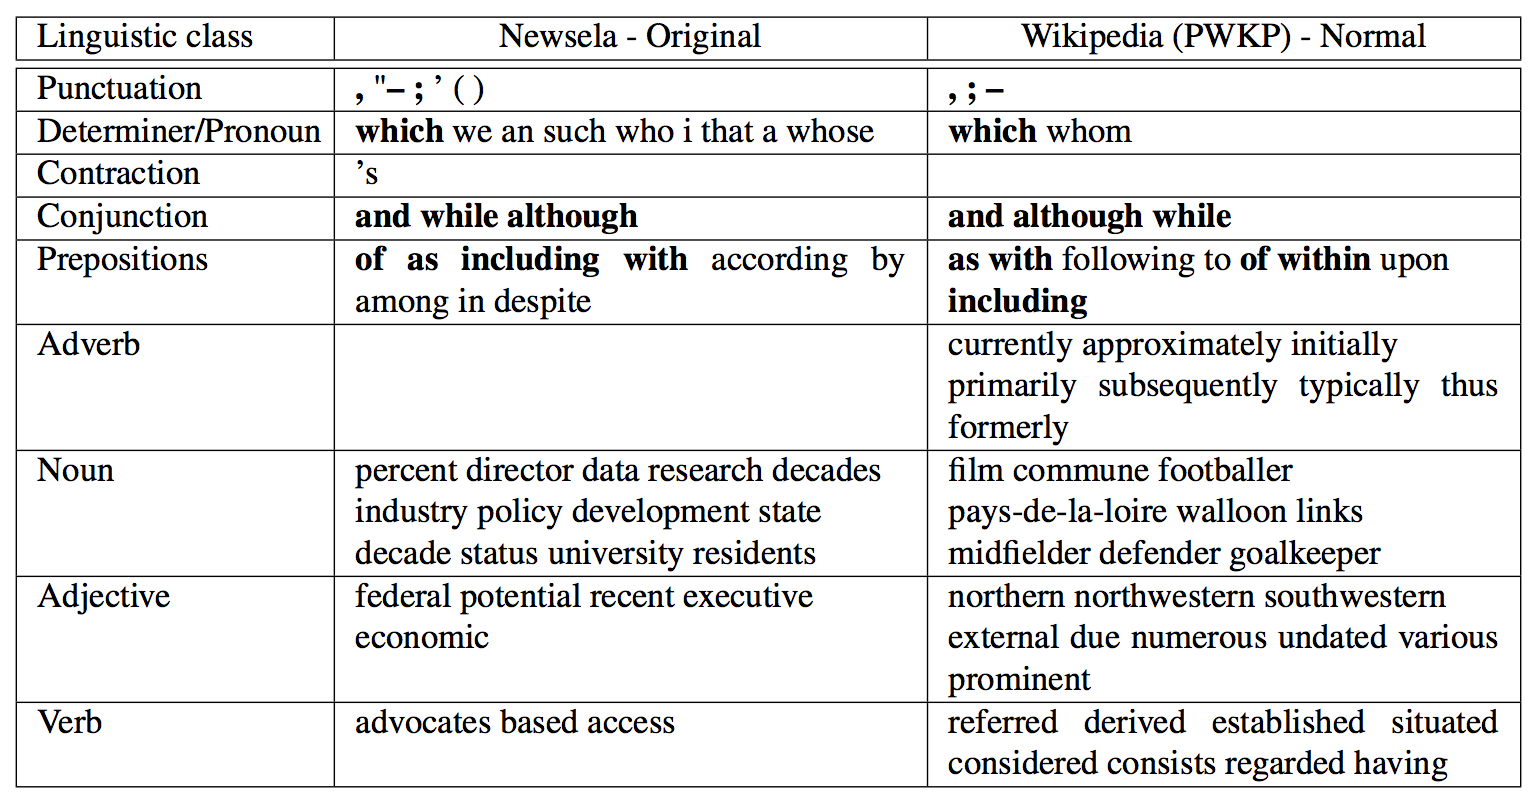 Linguistic class Newsela - Original Wikipedia (PWKP) - Normal
Punctuation , "– ; ’ ( ) , ; –
Determiner/Pronoun which we an such who i that a whose which whom
Contraction ’s
Conjunction and while although and although while
Prepositions of as including with according by as with following to of within upon
among in despite including
Adverb currently approximately initially
primarily subsequently typically thus
formerly
Noun percent director data research decades film commune footballer
industry policy development state pays-de-la-loire walloon links
decade status university residents midfielder defender goalkeeper
Adjective federal potential recent executive northern northwestern southwestern
economic external due numerous undated various
prominent
Verb advocates based access referred derived established situated
considered consists regarded having